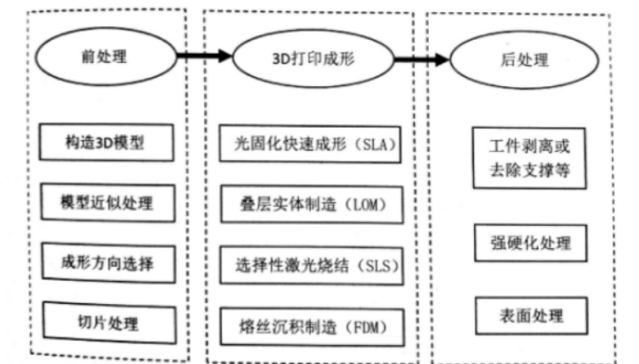 前处理
3D打印成形
后处理
构造3D模型
模型近似处理
成形方向选择
切片处理
光固化快速成形（SLA）
叠层实体制造（LOM）
选择性激光烧结（SLS）
熔丝沉积制造（FDM）
工件剥离或
去除支撑等
强硬化处理
表面处理